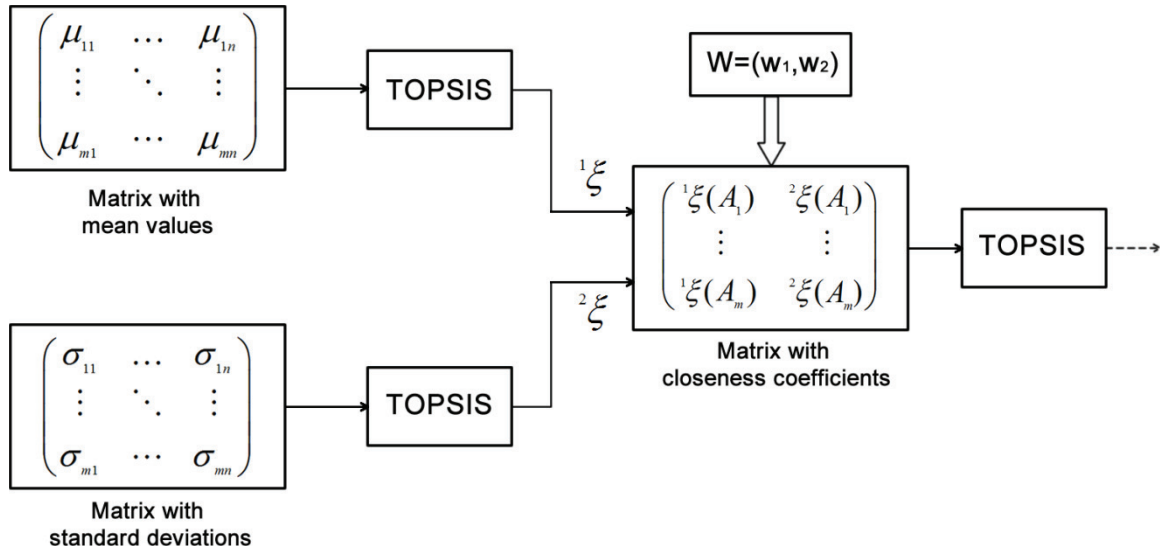 μ₁₁ … μ₁ₙ
⋮ ⋱ ⋮
μₘ₁ ⋯ μₘₙ
Matrix with
mean values
TOPSIS
¹ξ
W=(w₁,w₂)
σ₁₁ … σ₁ₙ
⋮ ⋱ ⋮
σₘ₁ ⋯ σₘₙ
Matrix with
standard deviations
TOPSIS
²ξ
¹ξ(A₁) ²ξ(A₁)
⋮ ⋮
¹ξ(Aₘ) ²ξ(Aₘ)
Matrix with
closeness coefficients
TOPSIS